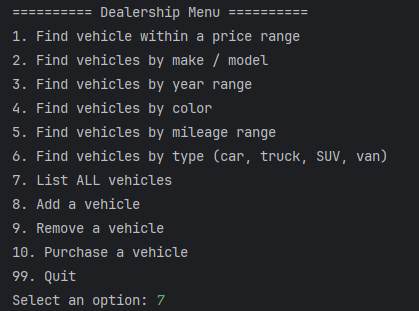 ========== Dealership Menu ==========
1. Find vehicle within a price range
2. Find vehicles by make / model
3. Find vehicles by year range
4. Find vehicles by color
5. Find vehicles by mileage range
6. Find vehicles by type (car, truck, SUV, van)
7. List ALL vehicles
8. Add a vehicle
9. Remove a vehicle
10. Purchase a vehicle
99. Quit
Select an option: 7